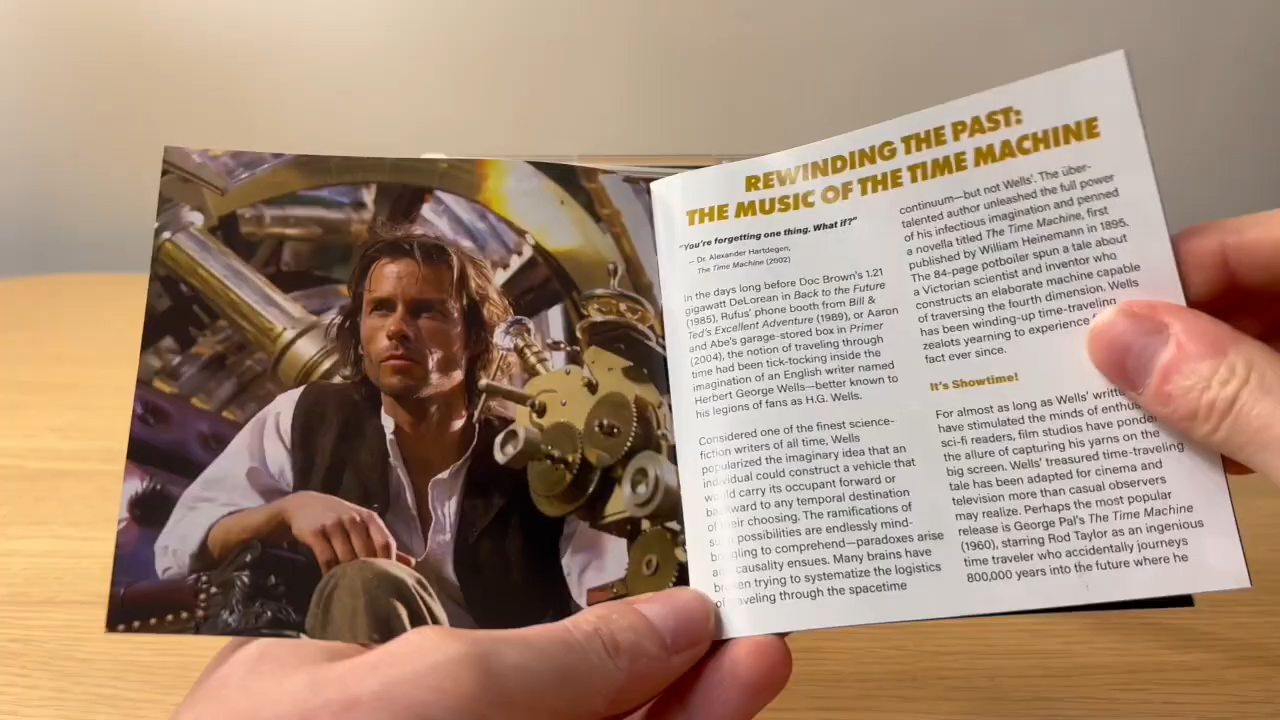 REWINDING THE PAST:
THE MUSIC OF THE TIME MACHINE
"You're forgetting one thing. What if?"
— Dr. Alexander Hartdegen,
The Time Machine (2002)
In the days long before Doc Brown's 1.21
gigawatt DeLorean in Back to the Future
(1985), Rufus' phone booth from Bill &
Ted's Excellent Adventure (1989), or Aaron
and Abe's garage-stored box in Primer
(2004), the notion of traveling through
time had been tick-tocking inside the
imagination of an English writer named
Herbert George Wells—better known to
his legions of fans as H.G. Wells.
Considered one of the finest science-
fiction writers of all time, Wells
popularized the imaginary idea that an
individual could construct a vehicle that
would carry its occupant forward or
backward to any temporal destination
of their choosing. The ramifications of
such possibilities are endlessly mind-
boggling to comprehend—paradoxes arise
and causality ensues. Many brains have
broken trying to systematize the logistics
of traveling through the spacetime
continuum—but not Wells'. The über-
talented author unleashed the full power
of his infectious imagination and penned
a novella titled The Time Machine, first
published by William Heinemann in 1895.
The 84-page potboiler spun a tale about
a Victorian scientist and inventor who
constructs an elaborate machine capable
of traversing the fourth dimension. Wells
has been winding-up time-traveling
zealots yearning to experience
fact ever since.
It's Showtime!
For almost as long as Wells'
have stimulated the minds of
sci-fi readers, film studios have
the allure of capturing his yarns on the
big screen. Wells' treasured time-traveling
tale has been adapted for cinema and
television more than casual observers
may realize. Perhaps the most popular
release is George Pal's The Time Machine
(1960), starring Rod Taylor as an ingenious
time traveler who accidentally journeys
800,000 years into the future where he